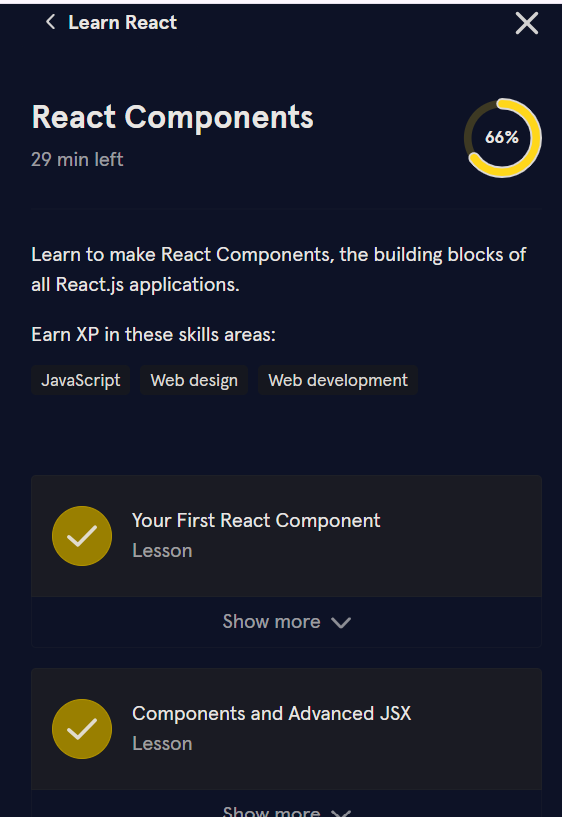 Learn React
React Components
66%
29 min left
Learn to make React Components, the building blocks of
all React.js applications.
Earn XP in these skills areas:
JavaScript Web design Web development
Your First React Component
Lesson
Show more
Components and Advanced JSX
Lesson
Show more